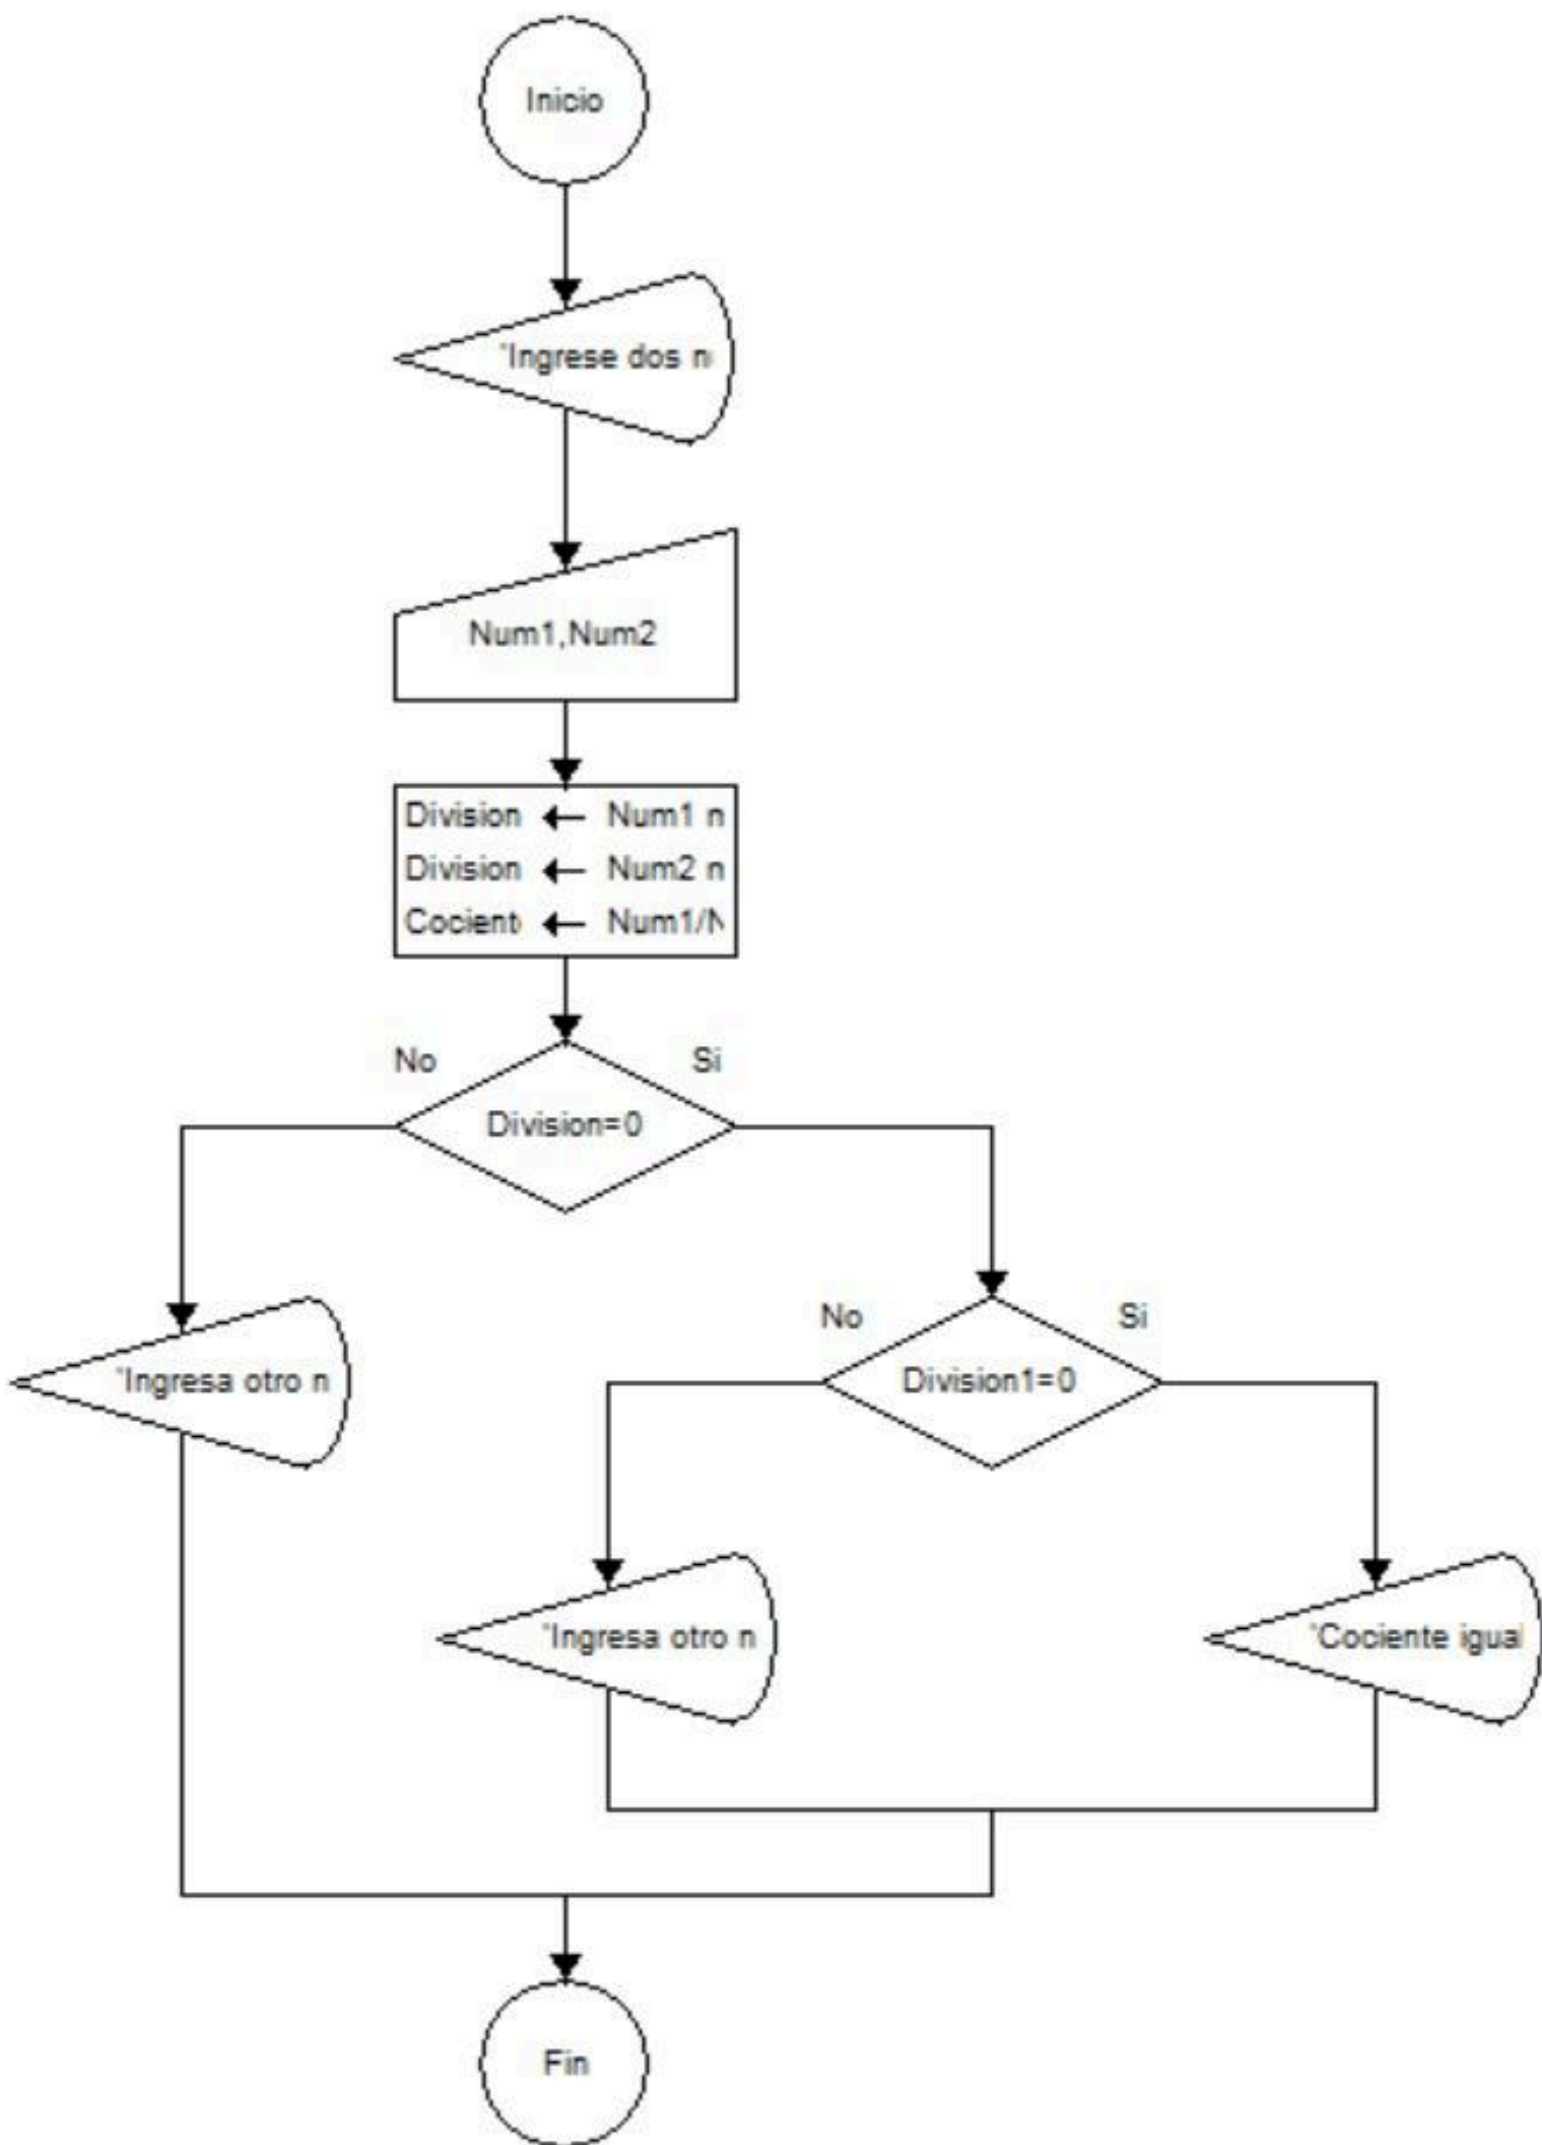 Inicio
'Ingrese dos n
Num1,Num2
Division ← Num1 n
Division ← Num2 n
Cociente ← Num1/N
No
Si
Division=0
No
Si
'Ingresa otro n
Division1=0
'Ingresa otro n
'Cociente igual
Fin